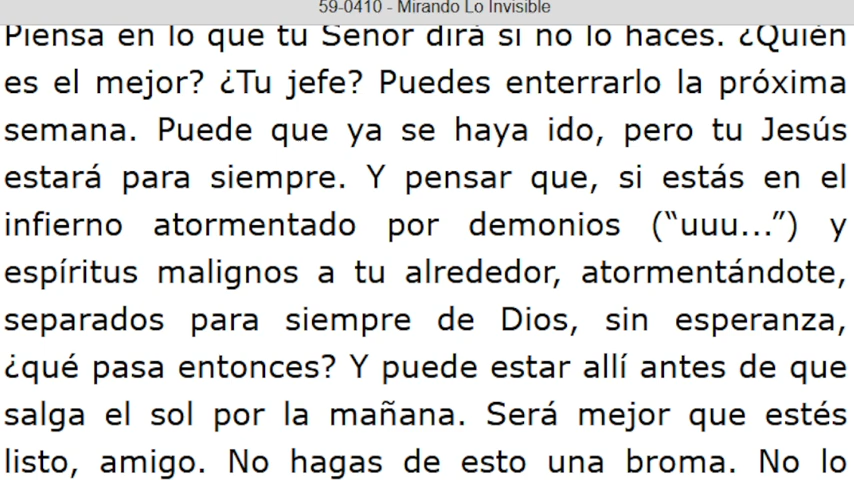 59-0410 - Mirando Lo Invisible
Piensa en lo que tu Señor dirá si no lo haces. ¿Quién
es el mejor? ¿Tu jefe? Puedes enterrarlo la próxima
semana. Puede que ya se haya ido, pero tu Jesús
estará para siempre. Y pensar que, si estás en el
infierno atormentado por demonios (“uuu...”) y
espíritus malignos a tu alrededor, atormentándote,
separados para siempre de Dios, sin esperanza,
¿qué pasa entonces? Y puede estar allí antes de que
salga el sol por la mañana. Será mejor que estés
listo, amigo. No hagas de esto una broma. No lo